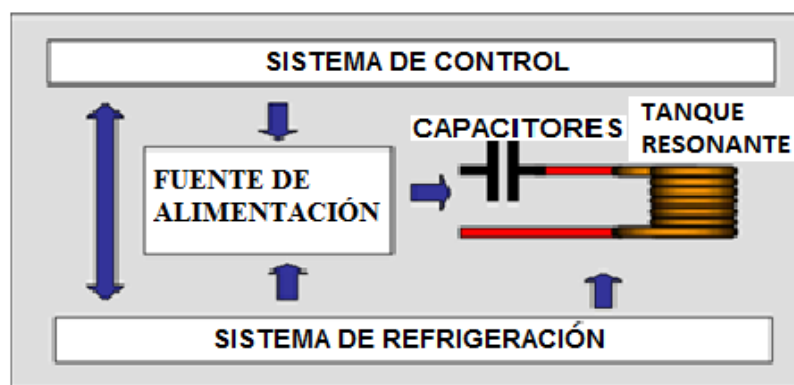 SISTEMA DE CONTROL
CAPACITORES
TANQUE
RESONANTE
FUENTE DE
ALIMENTACIÓN
SISTEMA DE REFRIGERACIÓN